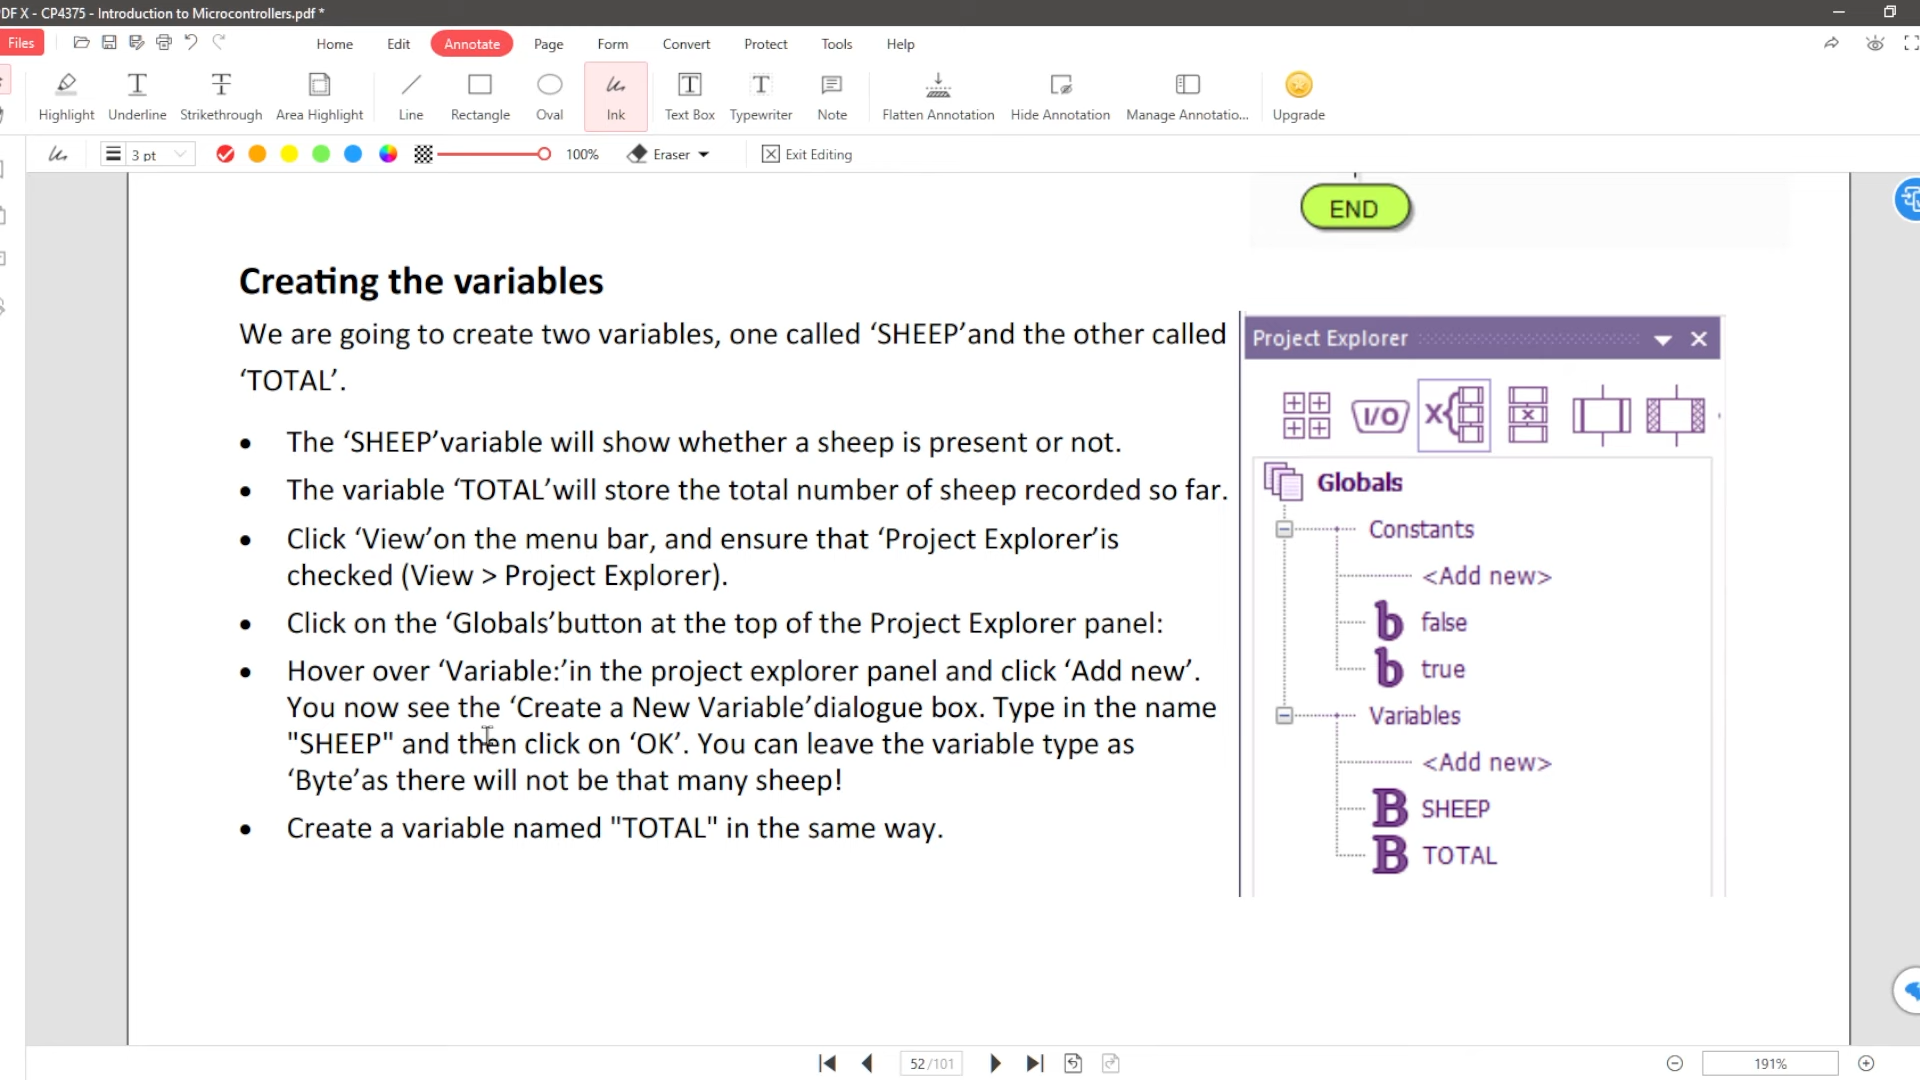 DF X - CP4375 - Introduction to Microcontrollers.pdf *
Files
Home Edit Annotate Page Form Convert Protect Tools Help
Highlight Underline Strikethrough Area Highlight Line Rectangle Oval Ink Text Box Typewriter Note Flatten Annotation Hide Annotation Manage Annotatio... Upgrade
3 pt 100% Eraser Exit Editing
END
Creating the variables
We are going to create two variables, one called ‘SHEEP’and the other called
‘TOTAL’.
• The ‘SHEEP’variable will show whether a sheep is present or not.
• The variable ‘TOTAL’will store the total number of sheep recorded so far.
• Click ‘View’on the menu bar, and ensure that ‘Project Explorer’is
checked (View > Project Explorer).
• Click on the ‘Globals’button at the top of the Project Explorer panel:
• Hover over ‘Variable:’in the project explorer panel and click ‘Add new’.
You now see the ‘Create a New Variable’dialogue box. Type in the name
"SHEEP" and then click on ‘OK’. You can leave the variable type as
‘Byte’as there will not be that many sheep!
• Create a variable named "TOTAL" in the same way.
Project Explorer
I/O X{ x
Globals
Constants
<Add new>
b false
b true
Variables
<Add new>
B SHEEP
B TOTAL
52 /101
191%